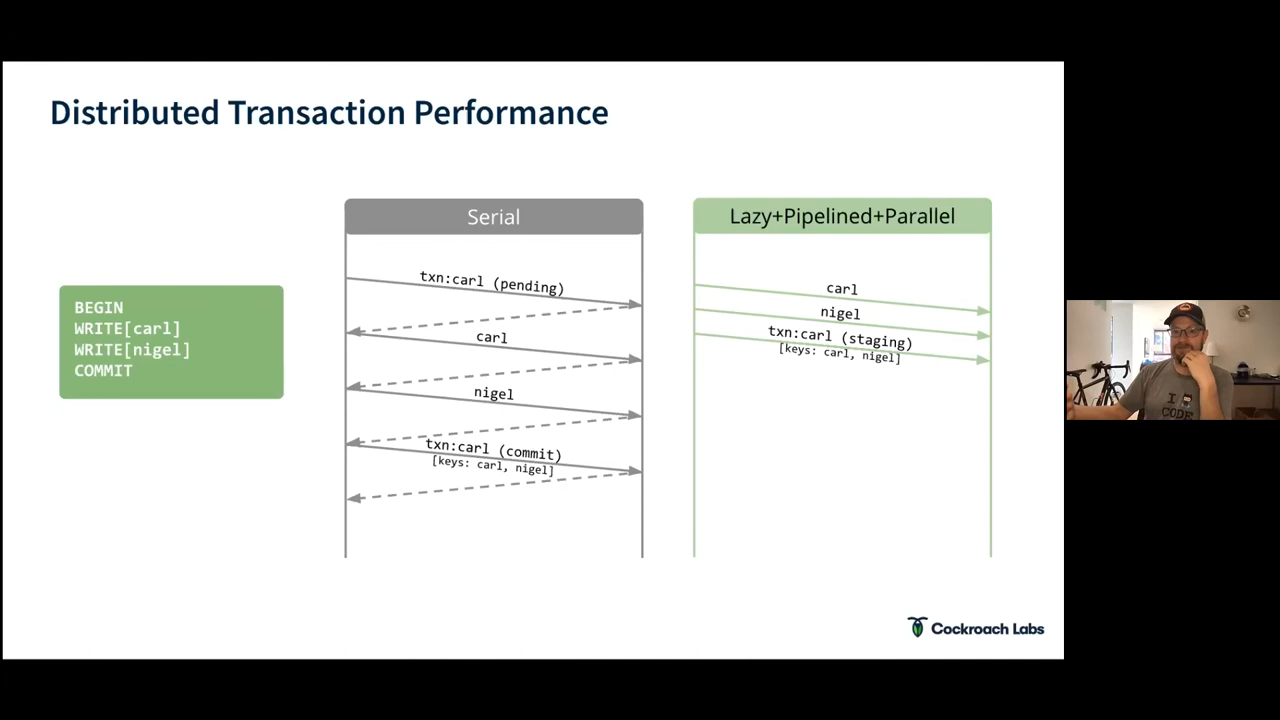 Distributed Transaction Performance
BEGIN
WRITE[carl]
WRITE[nigel]
COMMIT
Serial
txn:carl (pending)
carl
nigel
txn:carl (commit)
[keys: carl, nigel]
Lazy+Pipelined+Parallel
carl
nigel
txn:carl (staging)
[keys: carl, nigel]
Cockroach Labs
I
CODE